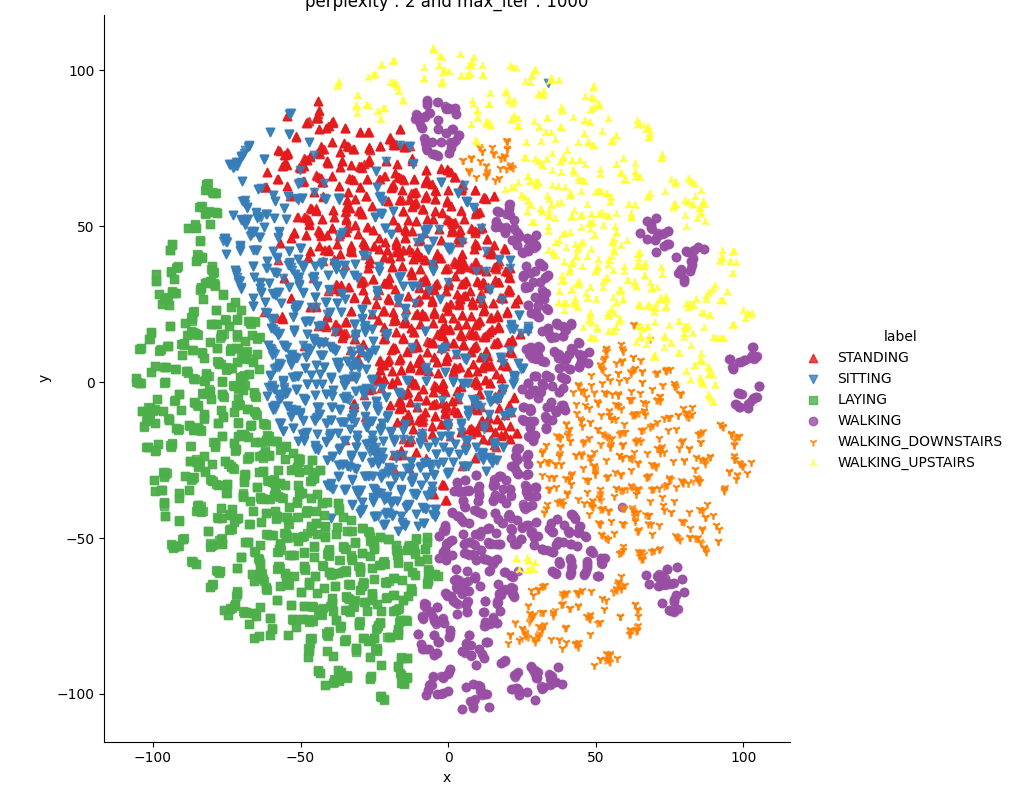 perplexity : 2 and max_iter : 1000
100
50
0
−50
−100
y
−100
−50
0
50
100
x
label
STANDING
SITTING
LAYING
WALKING
WALKING_DOWNSTAIRS
WALKING_UPSTAIRS